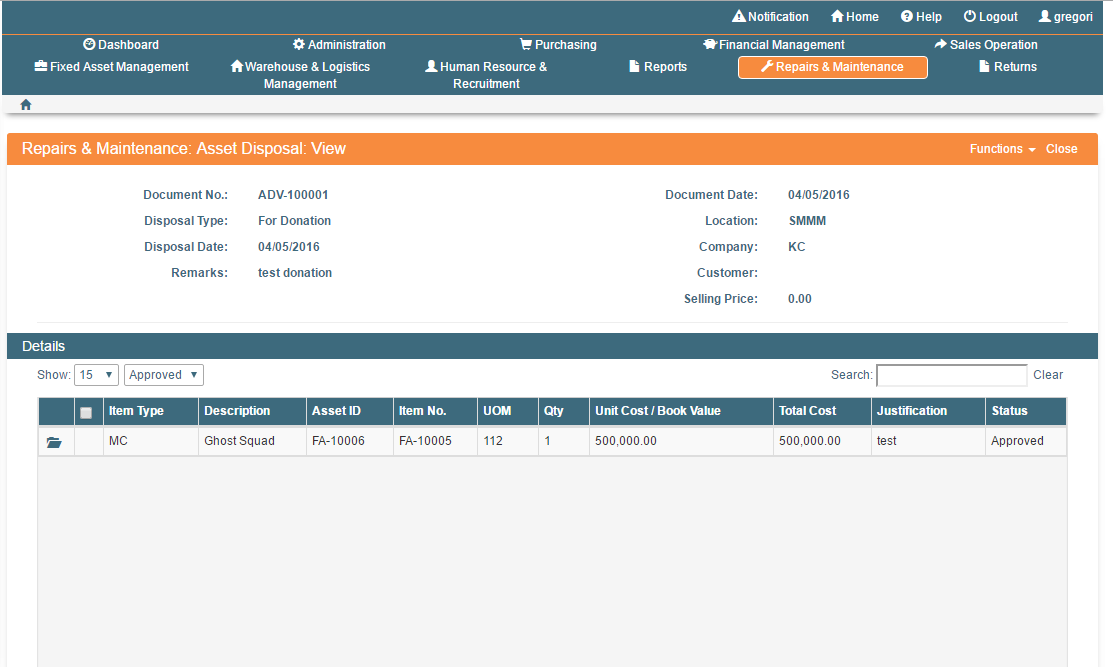 Notification Home Help Logout gregori
Dashboard Administration Purchasing Financial Management Sales Operation
Fixed Asset Management Warehouse & Logistics Human Resource & Reports Repairs & Maintenance Returns
Management Recruitment
Repairs & Maintenance: Asset Disposal: View Functions Close
Document No.: ADV-100001 Document Date: 04/05/2016
Disposal Type: For Donation Location: SMMM
Disposal Date: 04/05/2016 Company: KC
Remarks: test donation Customer:
Selling Price: 0.00
Details
Show: 15 Approved Search: Clear
Item Type Description Asset ID Item No. UOM Qty Unit Cost / Book Value Total Cost Justification Status
MC Ghost Squad FA-10006 FA-10005 112 1 500,000.00 500,000.00 test Approved